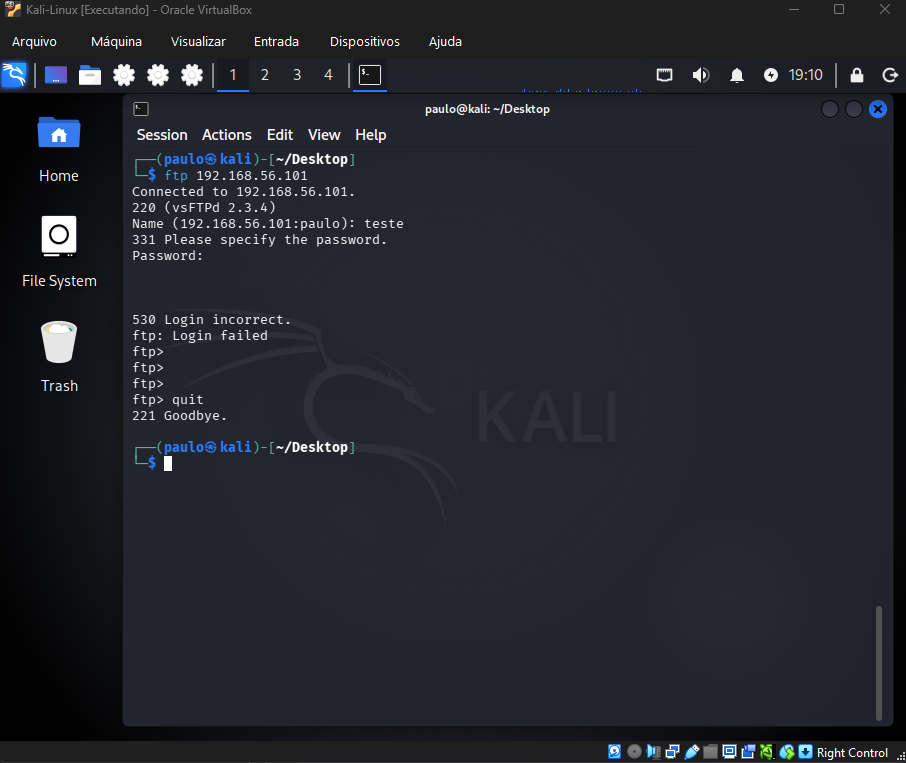 Kali-Linux [Executando] - Oracle VirtualBox
Arquivo Máquina Visualizar Entrada Dispositivos Ajuda
1 2 3 4 19:10
paulo@kali: ~/Desktop
Session Actions Edit View Help
Home
File System
Trash
┌──(paulo㉿kali)-[~/Desktop]
└─$ ftp 192.168.56.101
Connected to 192.168.56.101.
220 (vsFTPd 2.3.4)
Name (192.168.56.101:paulo): teste
331 Please specify the password.
Password:
530 Login incorrect.
ftp: Login failed
ftp>
ftp>
ftp>
ftp> quit
221 Goodbye.
┌──(paulo㉿kali)-[~/Desktop]
└─$
KALI
Right Control